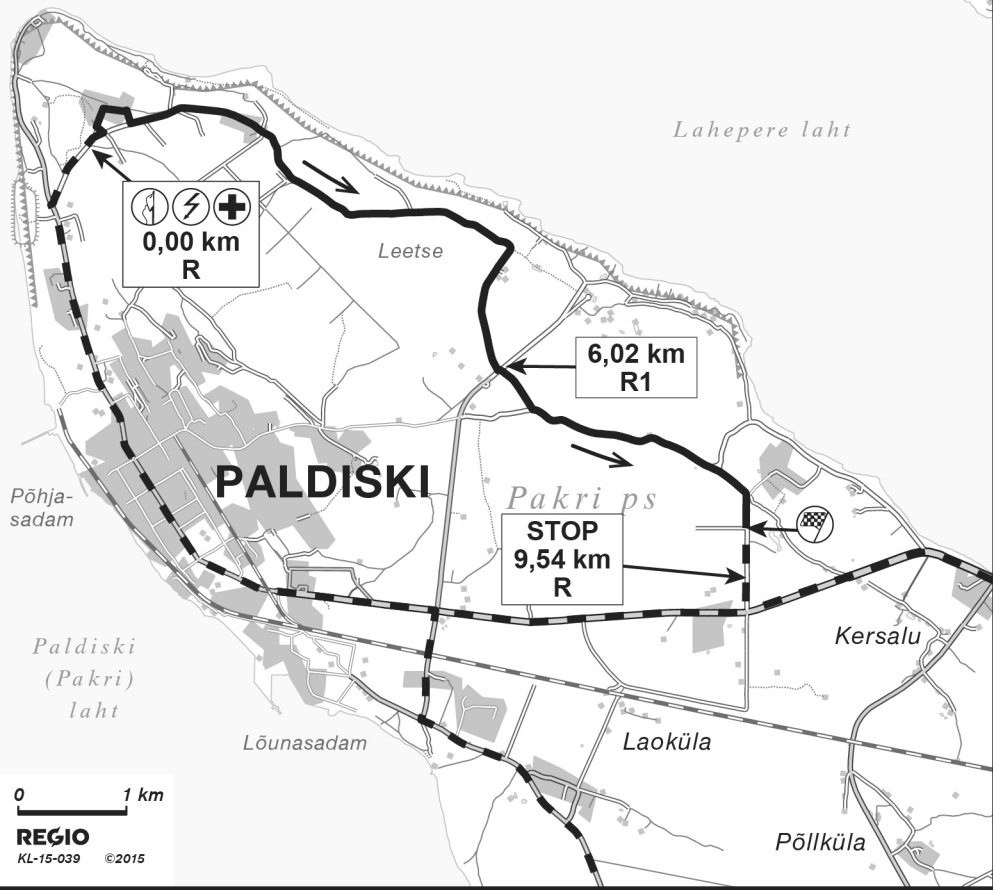 Lahepere laht
0,00 km
R
Leetse
6,02 km
R1
PALDISKI
Pakri ps
Põhja-
sadam
STOP
9,54 km
R
Kersalu
Paldiski
(Pakri)
laht
Lõunasadam
Laoküla
Põllküla
0 1 km
REGIO
KL-15-039 ©2015